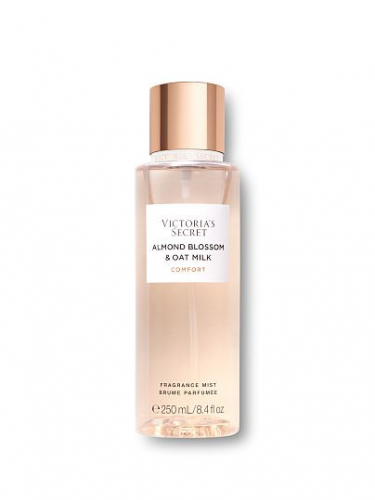 VICTORIA'S
SECRET
ALMOND BLOSSOM
& OAT MILK
COMFORT
FRAGRANCE MIST
BRUME PARFUMÉE
℮250 mL/8.4 fl oz